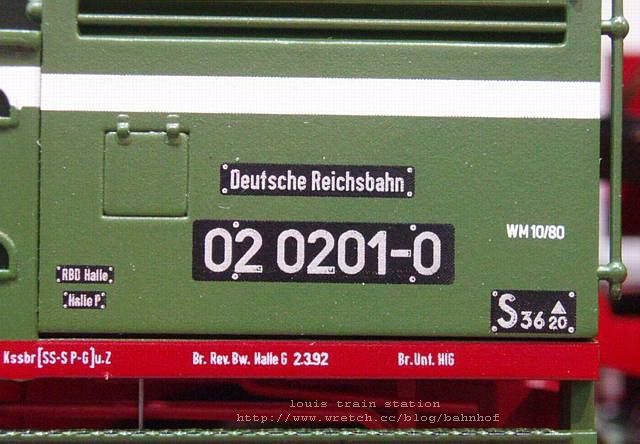 Deutsche Reichsbahn
02 0201-0
WM 10/80
RBD Halle
Halle P
S 36 20
Kssbr [SS-S P-G] u.Z
Br. Rev. Bw. Halle G 2.3.92
Br. Unt. HlG
louis train station
http://www.wretch.cc/blog/bahnhof